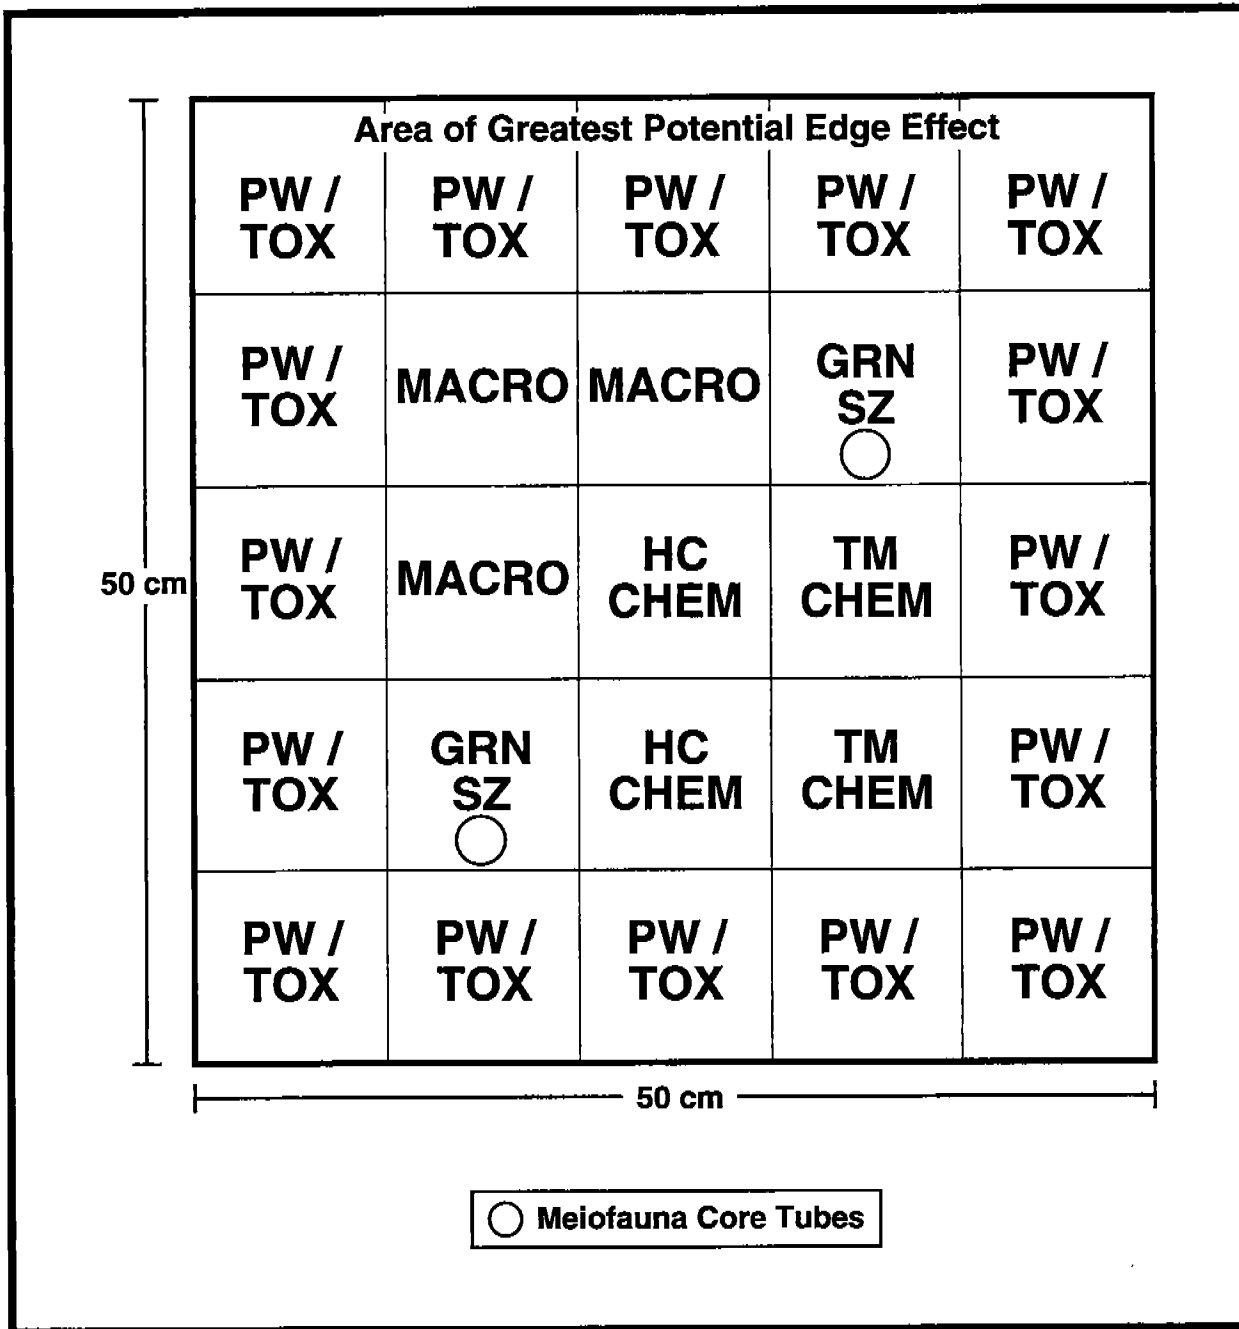 Area of Greatest Potential Edge Effect
PW / PW / PW / PW / PW /
TOX TOX TOX TOX TOX
PW / MACRO MACRO GRN PW /
TOX SZ TOX
PW / MACRO HC TM PW /
TOX CHEM CHEM TOX
50 cm
PW / GRN HC TM PW /
TOX SZ CHEM CHEM TOX
PW / PW / PW / PW / PW /
TOX TOX TOX TOX TOX
50 cm
Meiofauna Core Tubes